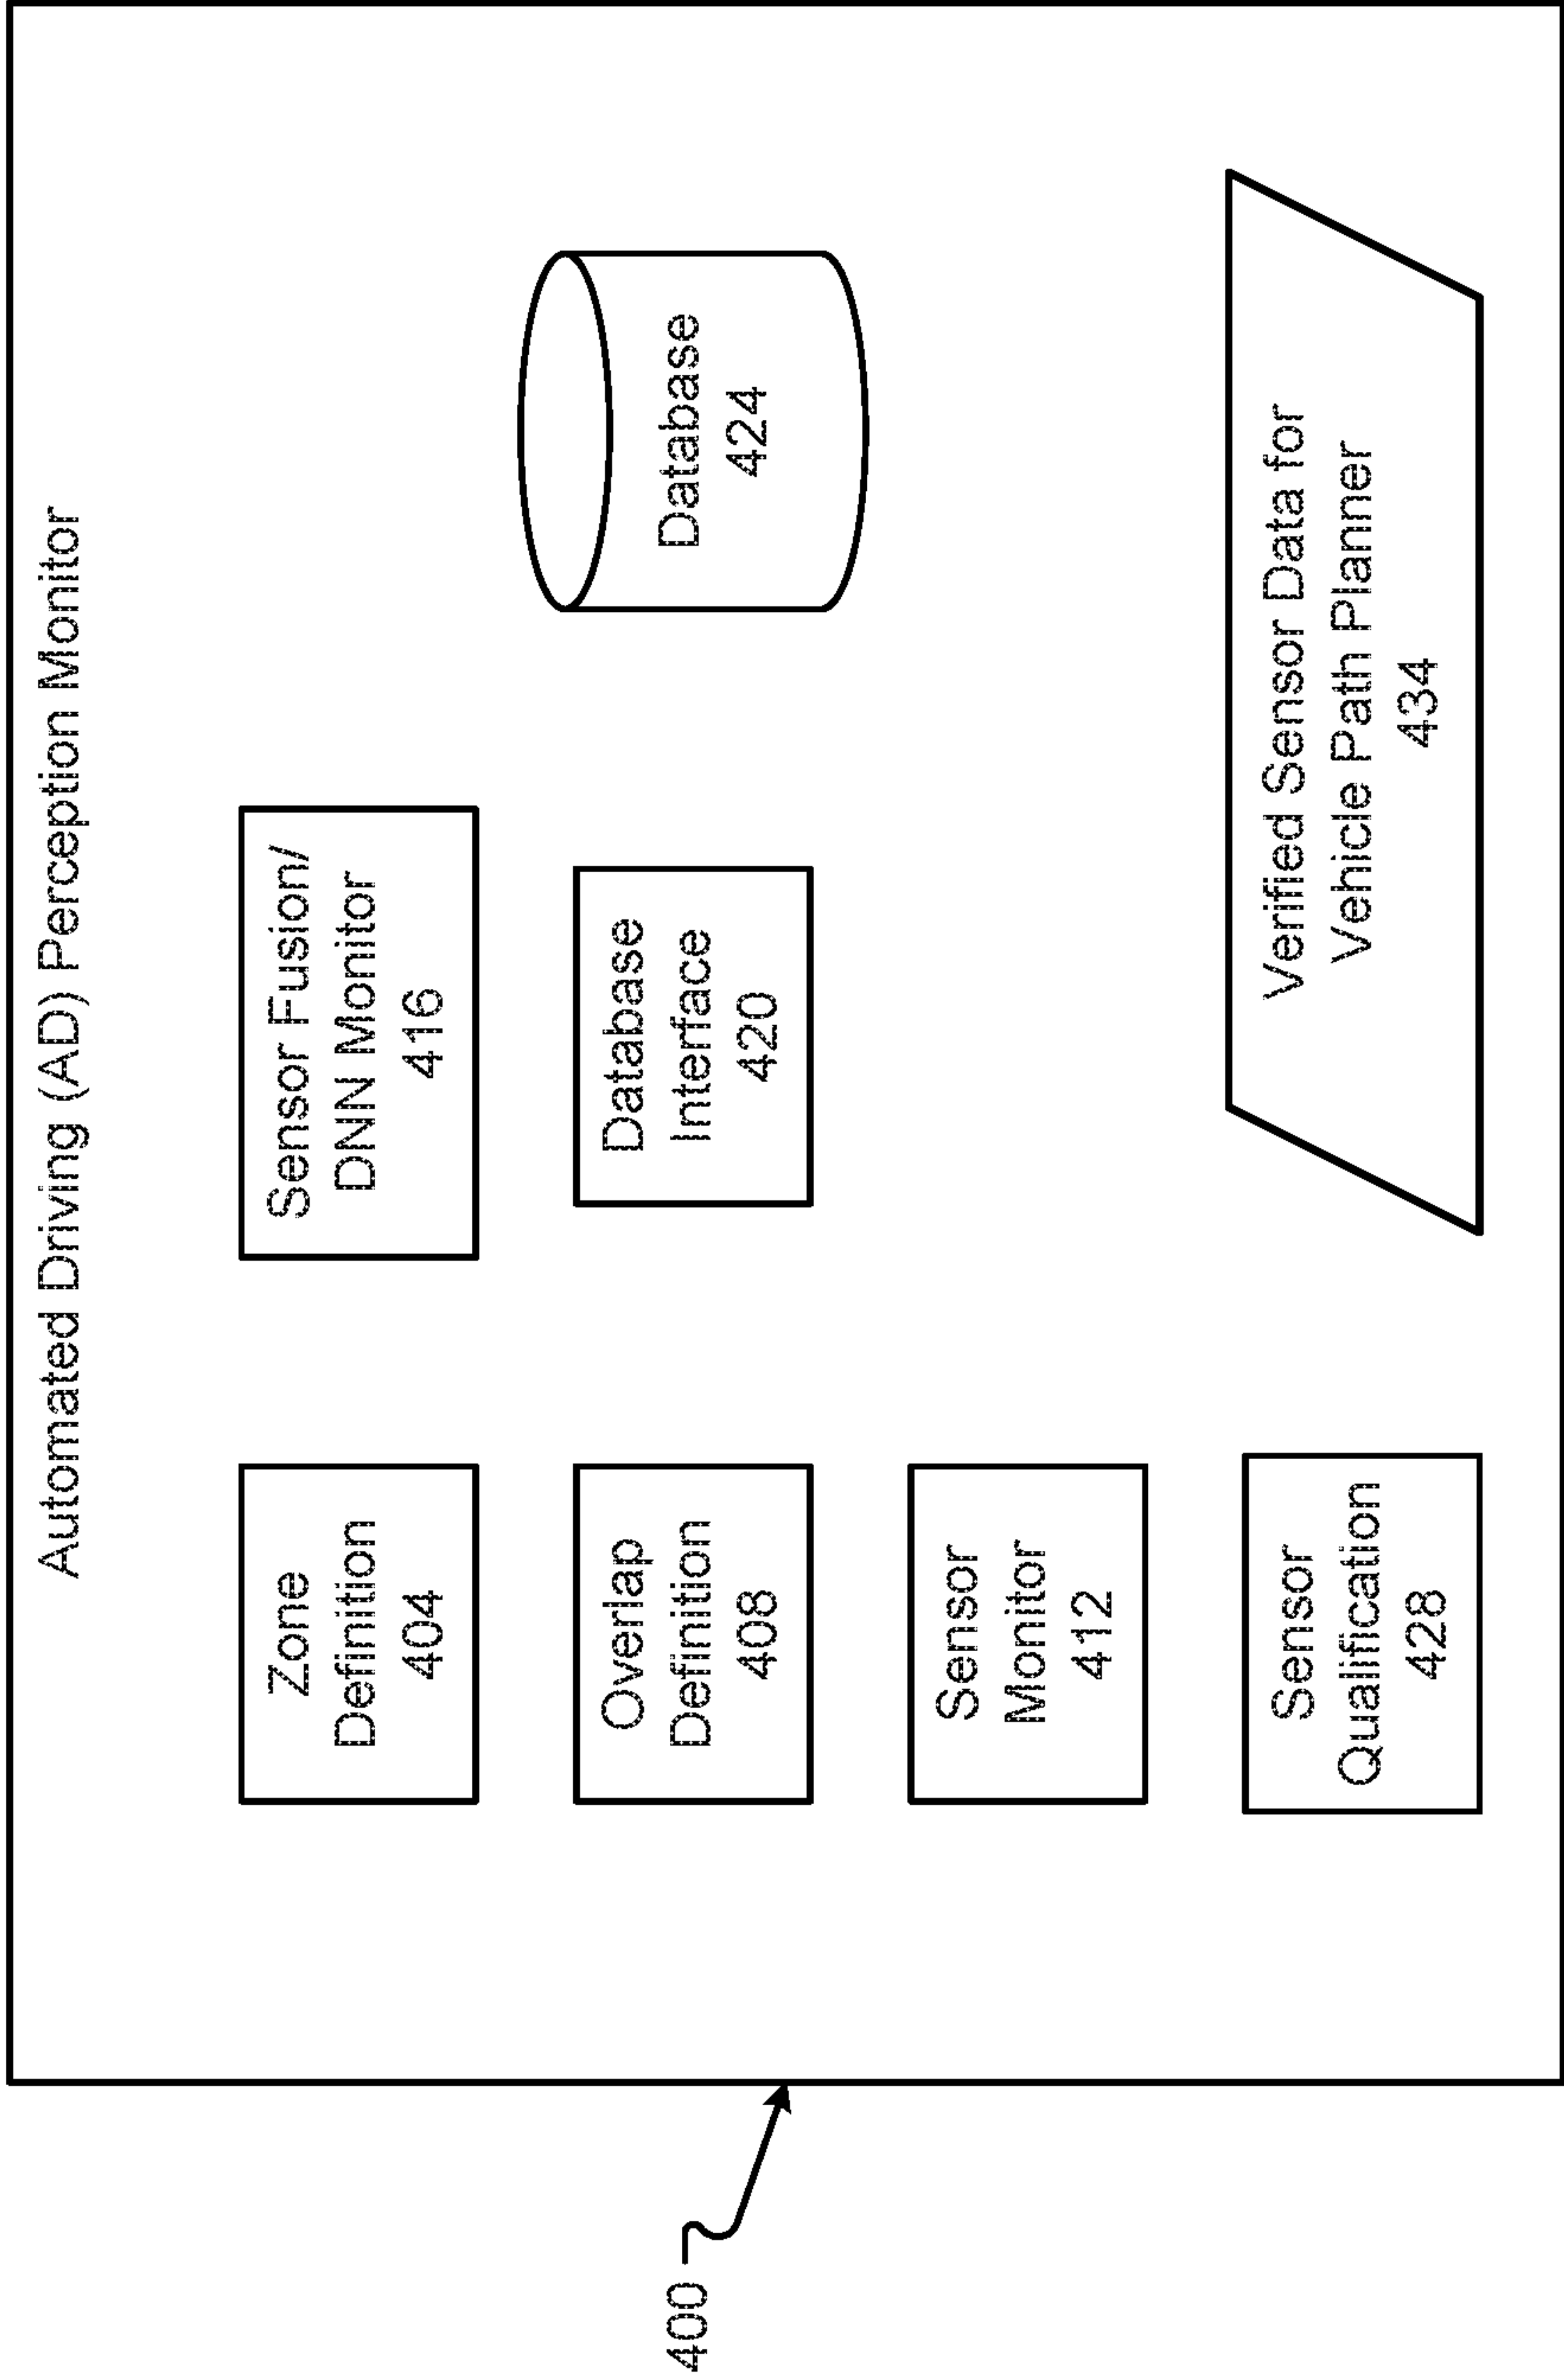 Automated Driving (AD) Perception Monitor
Zone
Definition
404
Sensor Fusion/
DNN Monitor
416
Overlap
Definition
408
Database
Interface
420
Database
424
Sensor
Monitor
412
Sensor
Qualification
428
Verified Sensor Data for
Vehicle Path Planner
434
400